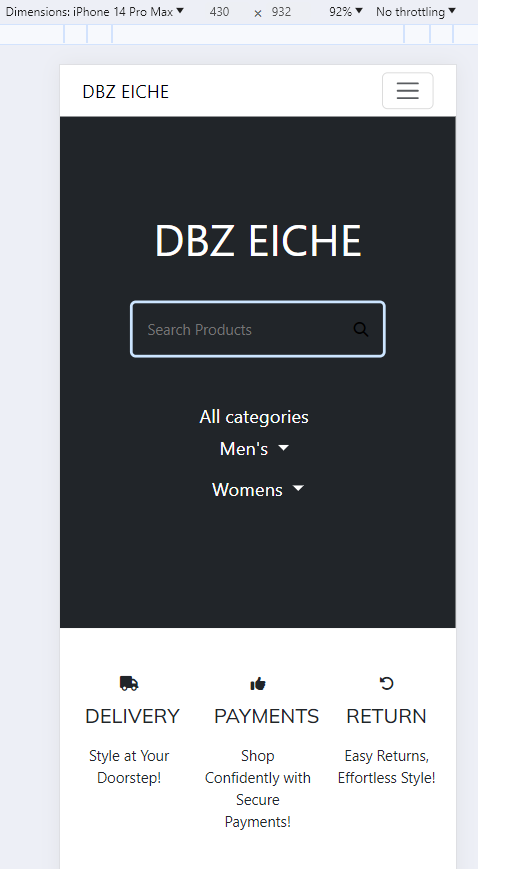 Dimensions: iPhone 14 Pro Max 430 × 932 92% No throttling
DBZ EICHE
DBZ EICHE
Search Products
All categories
Men's
Womens
DELIVERY PAYMENTS RETURN
Style at Your
Doorstep!
Shop
Confidently with
Secure
Payments!
Easy Returns,
Effortless Style!